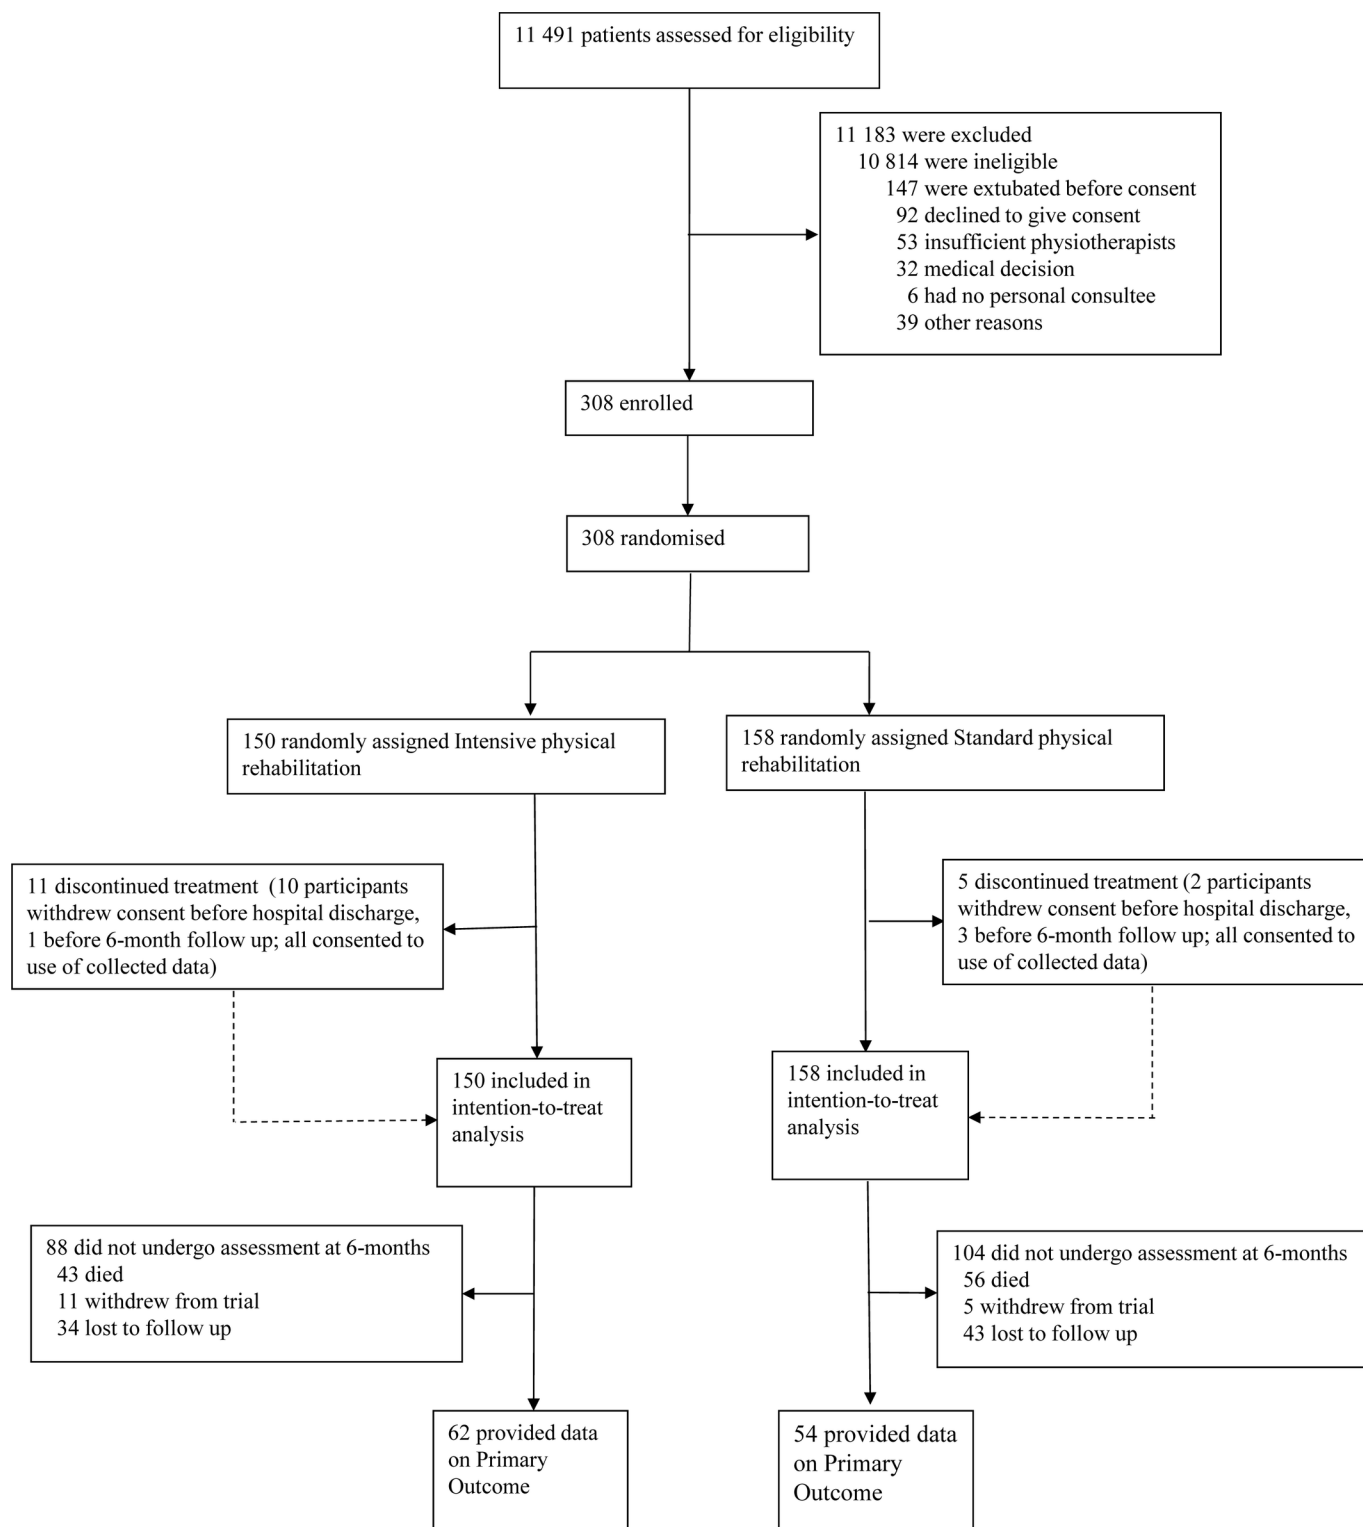 11 491 patients assessed for eligibility
11 183 were excluded
10 814 were ineligible
147 were extubated before consent
92 declined to give consent
53 insufficient physiotherapists
32 medical decision
6 had no personal consultee
39 other reasons
308 enrolled
308 randomised
150 randomly assigned Intensive physical
rehabilitation
158 randomly assigned Standard physical
rehabilitation
11 discontinued treatment (10 participants
withdrew consent before hospital discharge,
1 before 6-month follow up; all consented to
use of collected data)
5 discontinued treatment (2 participants
withdrew consent before hospital discharge,
3 before 6-month follow up; all consented to
use of collected data)
150 included in
intention-to-treat
analysis
158 included in
intention-to-treat
analysis
88 did not undergo assessment at 6-months
43 died
11 withdrew from trial
34 lost to follow up
104 did not undergo assessment at 6-months
56 died
5 withdrew from trial
43 lost to follow up
62 provided data
on Primary
Outcome
54 provided data
on Primary
Outcome